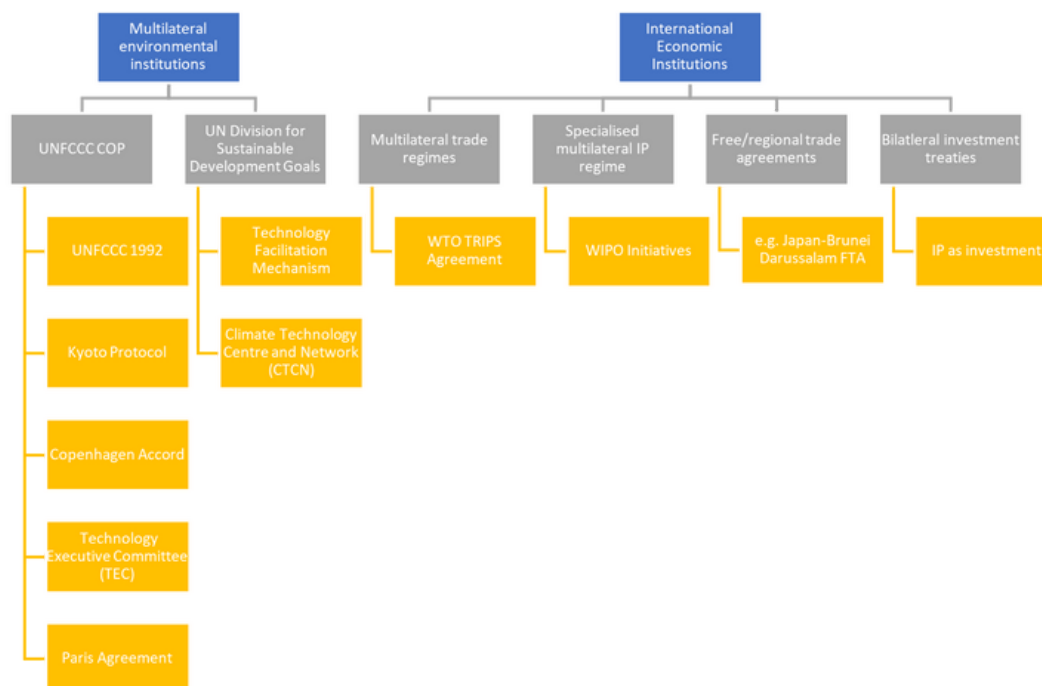 Multilateral
environmental
institutions
International
Economic
Institutions
UNFCCC COP
UN Division for
Sustainable
Development Goals
Multilateral trade
regimes
Specialised
multilateral IP
regime
Free/regional trade
agreements
Bilatleral investment
treaties
UNFCCC 1992
Technology
Facilitation
Mechanism
WTO TRIPS
Agreement
WIPO Initiatives
e.g. Japan-Brunei
Darussalam FTA
IP as investment
Kyoto Protocol
Climate Technology
Centre and Network
(CTCN)
Copenhagen Accord
Technology
Executive Committee
(TEC)
Paris Agreement